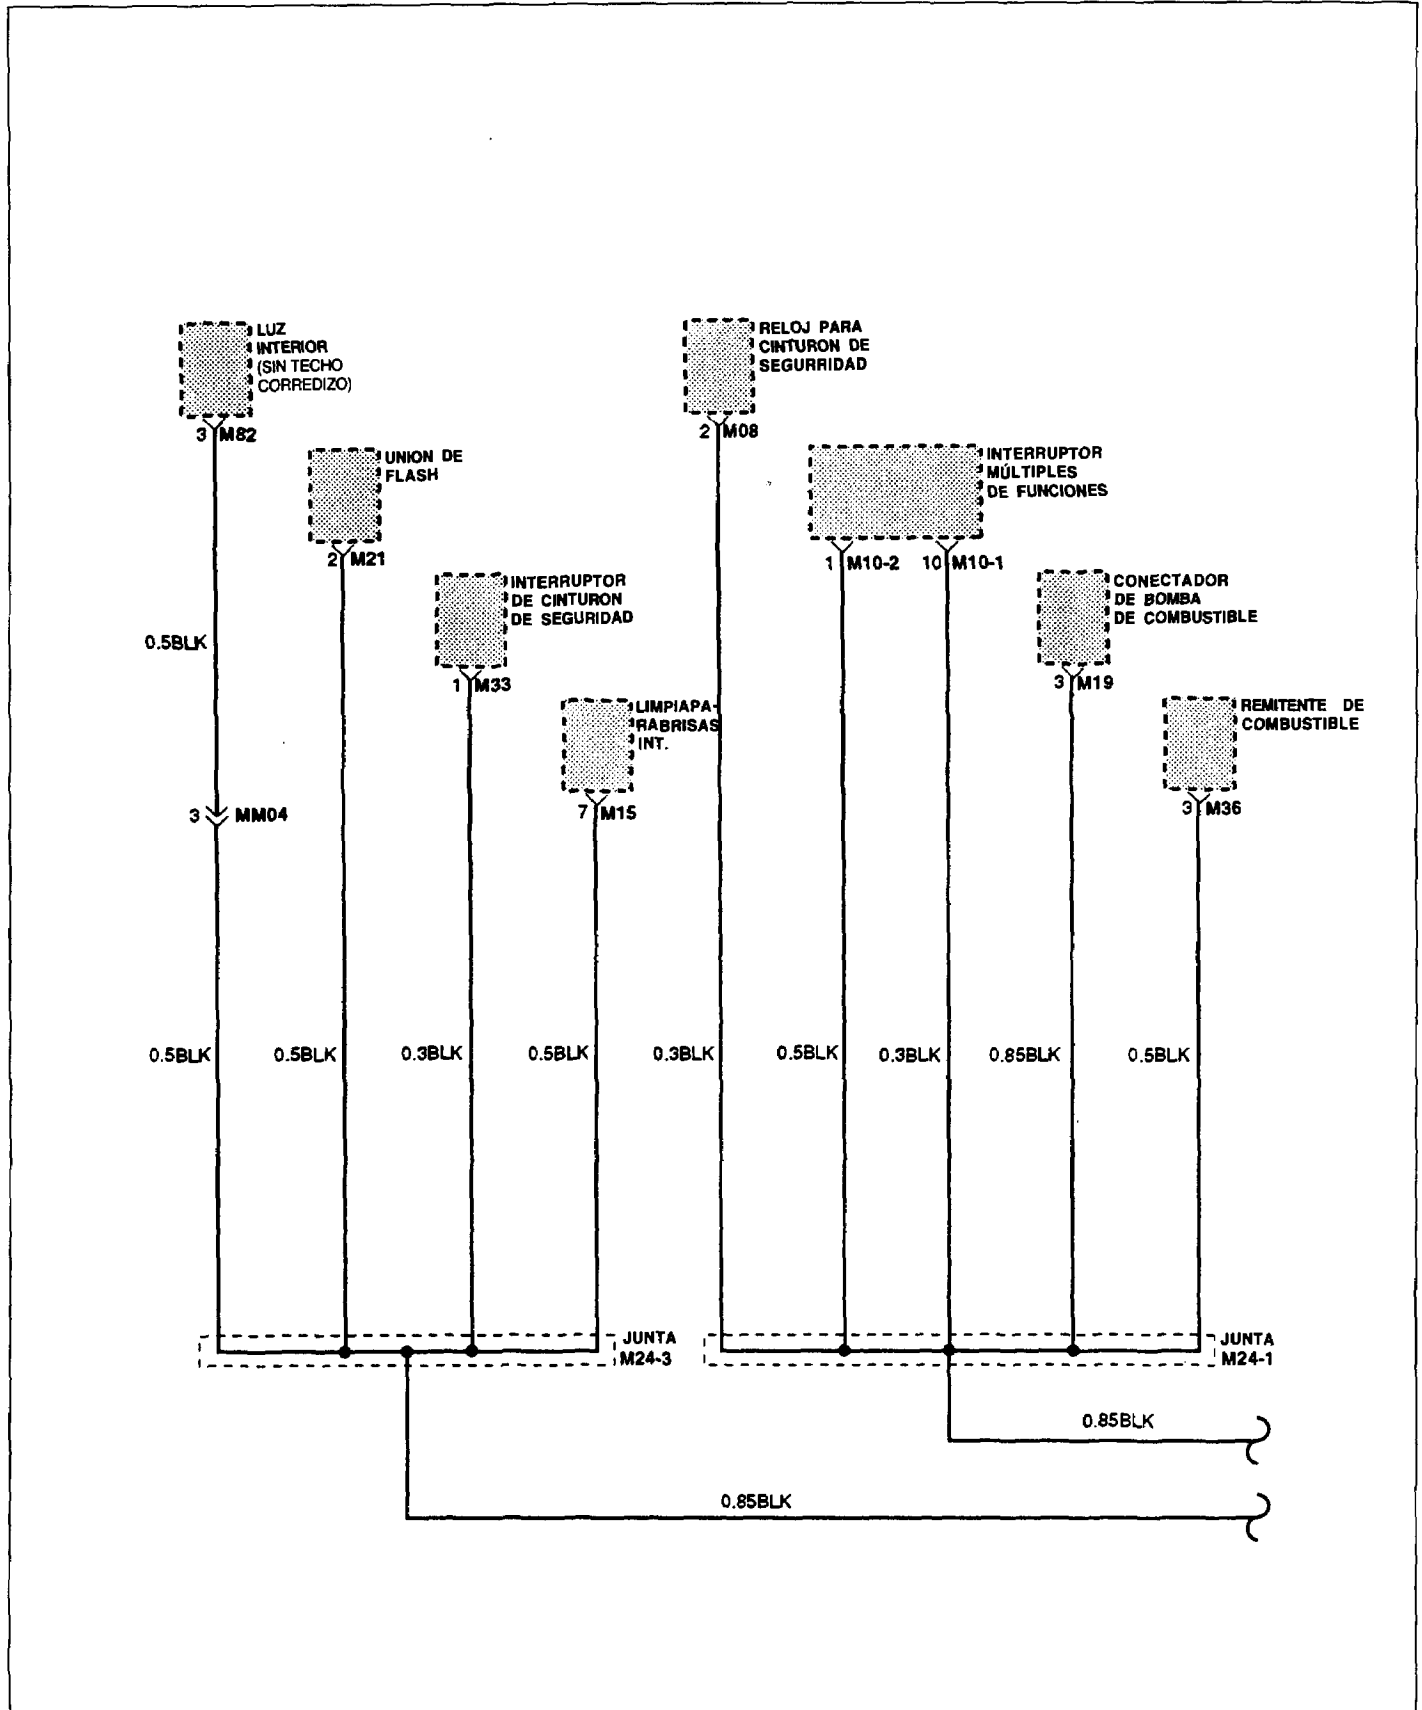 LUZ
INTERIOR
(SIN TECHO
CORREDIZO)
3 M82
UNION DE
FLASH
2 M21
INTERRUPTOR
DE CINTURON
DE SEGURIDAD
1 M33
LIMPIAPA-
RABRISAS
INT.
7 M15
RELOJ PARA
CINTURON DE
SEGURRIDAD
2 M08
INTERRUPTOR
MÚLTIPLES
DE FUNCIONES
1 M10-2 10 M10-1
CONECTADOR
DE BOMBA
DE COMBUSTIBLE
3 M19
REMITENTE DE
COMBUSTIBLE
3 M36
0.5BLK
3 MM04
0.5BLK 0.5BLK 0.3BLK 0.5BLK 0.3BLK 0.5BLK 0.3BLK 0.85BLK 0.5BLK
JUNTA
M24-3
JUNTA
M24-1
0.85BLK
0.85BLK